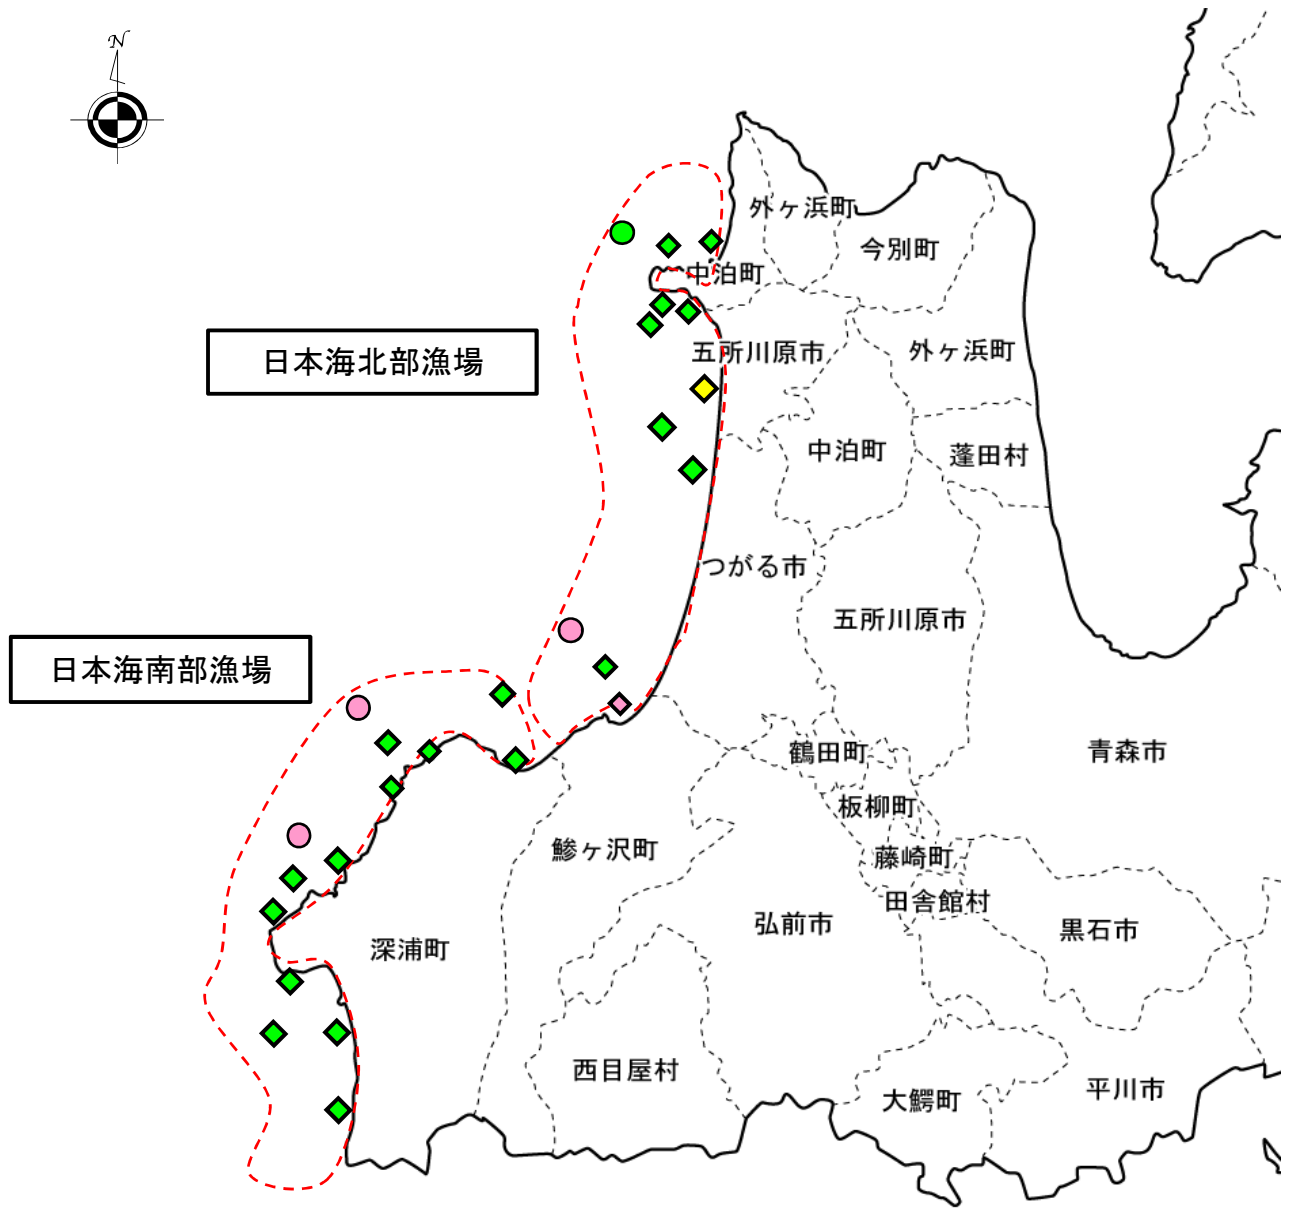 N
外ヶ浜町
今別町
中泊町
日本海北部漁場
五所川原市
外ヶ浜町
中泊町
蓬田村
つがる市
五所川原市
日本海南部漁場
鶴田町
青森市
板柳町
鯵ヶ沢町
藤崎町
田舎館村
弘前市
黒石市
深浦町
西目屋村
大鰐町
平川市